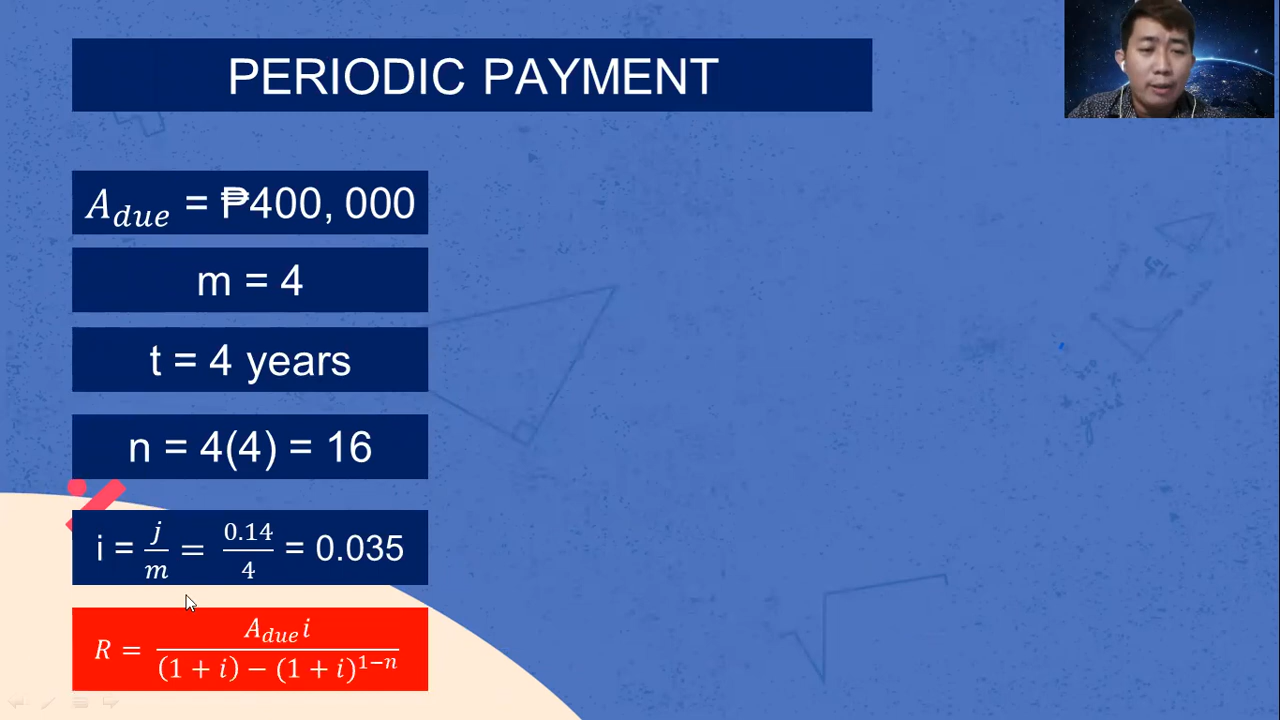 PERIODIC PAYMENT
A_due = ₱400, 000
m = 4
t = 4 years
n = 4(4) = 16
i = j/m = 0.14/4 = 0.035
R = A_due i / (1 + i) − (1 + i)^{1−n}